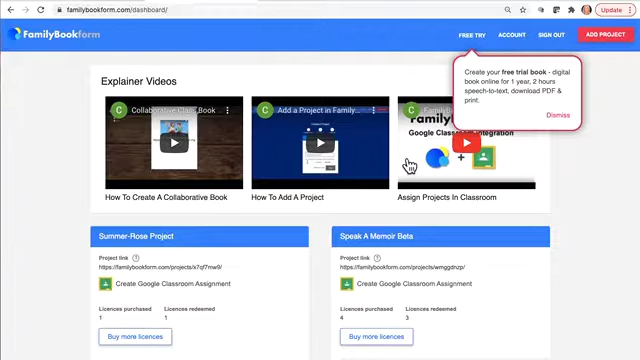 familybookform.com/dashboard/
Update
FamilyBookform
FREE TRY
ACCOUNT
SIGN OUT
ADD PROJECT
Create your free trial book - digital
book online for 1 year, 2 hours
speech-to-text, download PDF &
print.
Dismiss
Explainer Videos
C
Collaborative Class Book
C
Add a Project in Family...
C
Family
Google Classroom Integration
How To Create A Collaborative Book
How To Add A Project
Assign Projects In Classroom
Summer-Rose Project
Project link ?
https://familybookform.com/projects/x7qf7mw9/
Create Google Classroom Assignment
Licences purchased
Licences redeemed
1
1
Buy more licences
Speak A Memoir Beta
Project link ?
https://familybookform.com/projects/wmggdnzp/
Create Google Classroom Assignment
Licences purchased
Licences redeemed
4
3
Buy more licences